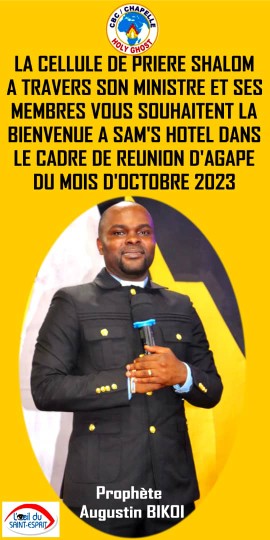 CBC / CHAPELLE
HOLY GHOST
LA CELLULE DE PRIERE SHALOM
A TRAVERS SON MINISTRE ET SES
MEMBRES VOUS SOUHAITENT LA
BIENVENUE A SAM'S HOTEL DANS
LE CADRE DE REUNION D'AGAPE
DU MOIS D'OCTOBRE 2023
Prophète
Augustin BIKOI
L'œil du
SAINT-ESPRIT